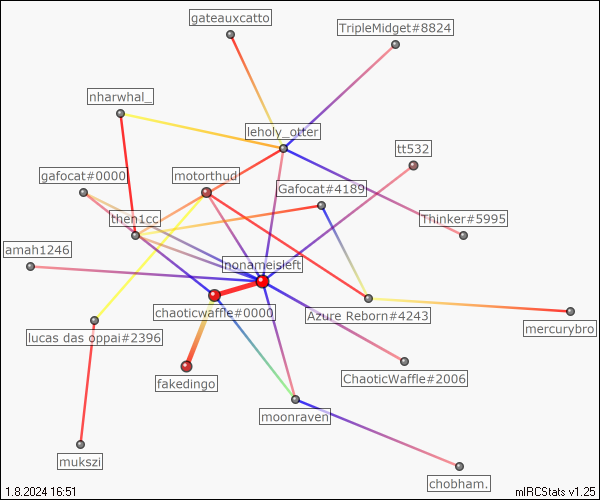 gateauxcatto
TripleMidget#8824
nharwhal_
leholy_otter
tt532
gafocat#0000
motorthud
Gafocat#4189
then1cc
Thinker#5995
amah1246
nonameisleft
chaoticwaffle#0000
Azure Reborn#4243
lucas das oppai#2396
mercurybro
fakedingo
ChaoticWaffle#2006
moonraven
mukszi
chobham.
1.8.2024 16:51
mIRCStats v1.25